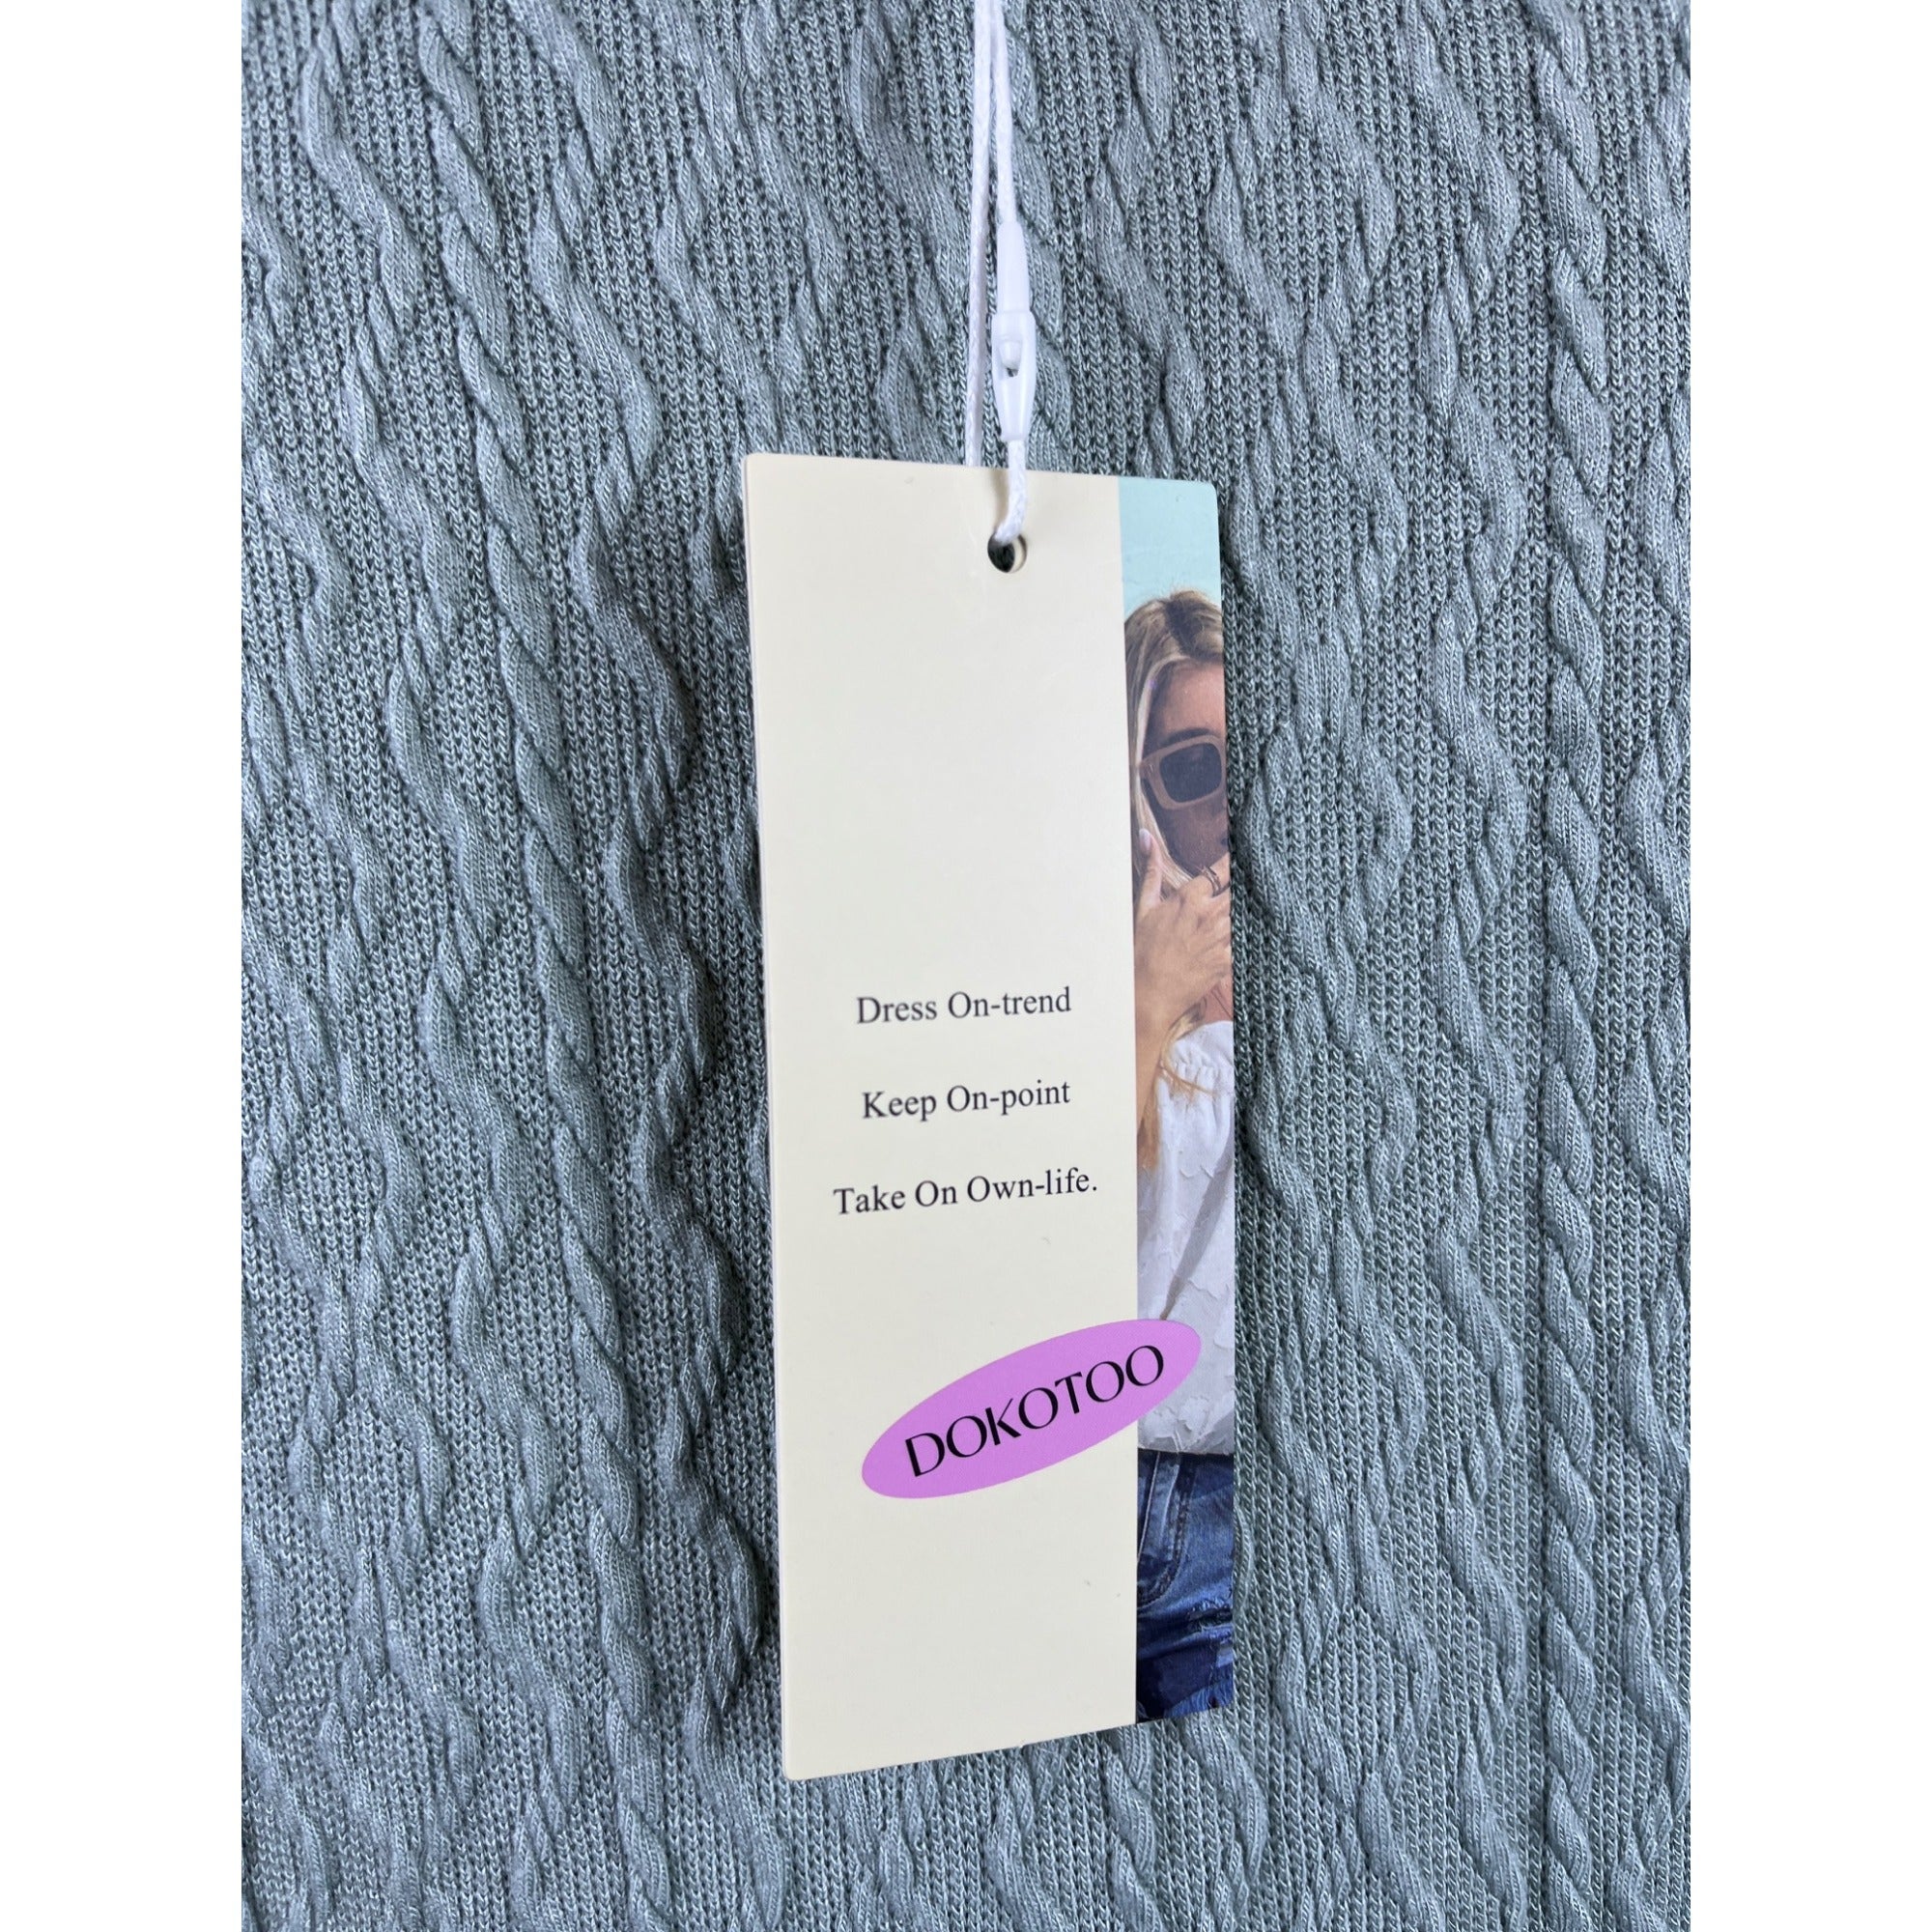 Dress On-trend
Keep On-point
Take On Own-life.
DOKOTOO